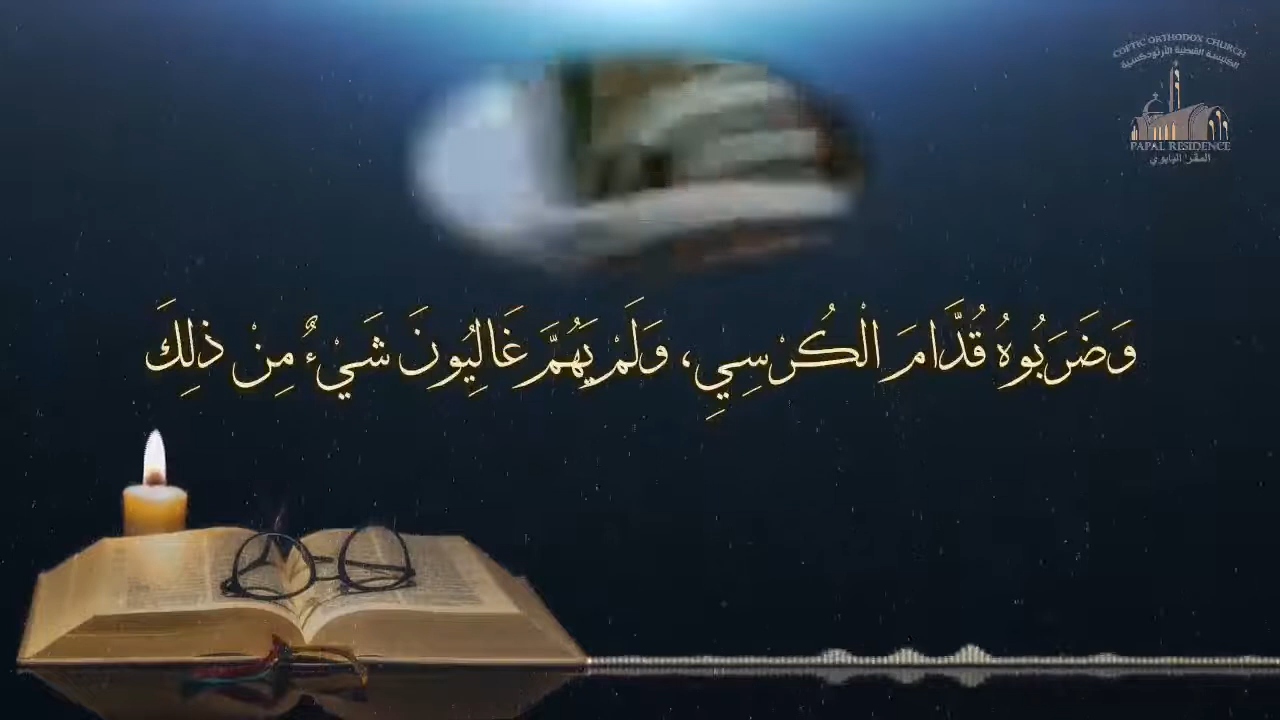 COPTIC ORTHODOX CHURCH
الكنيسة القبطية الأرثوذكسية
PAPAL RESIDENCE
المقر البابوي
وَضَرَبُوهُ قُدَّامَ الْكُرْسِيِ، وَلَمْ يَهُمَّ غَالِيُونَ شَيْءٌ مِنْ ذلِكَ